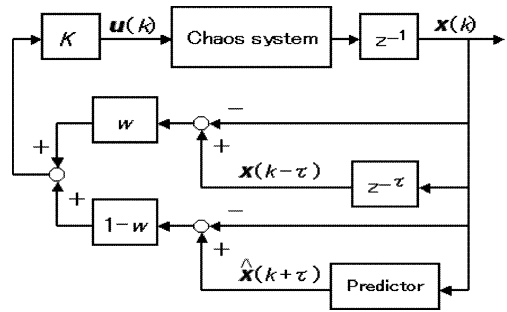 K
u(k)
Chaos system
z⁻¹
x(k)
w
−
+
+
x(k−τ)
z⁻τ
+
1−w
−
+
x̂(k+τ)
Predictor